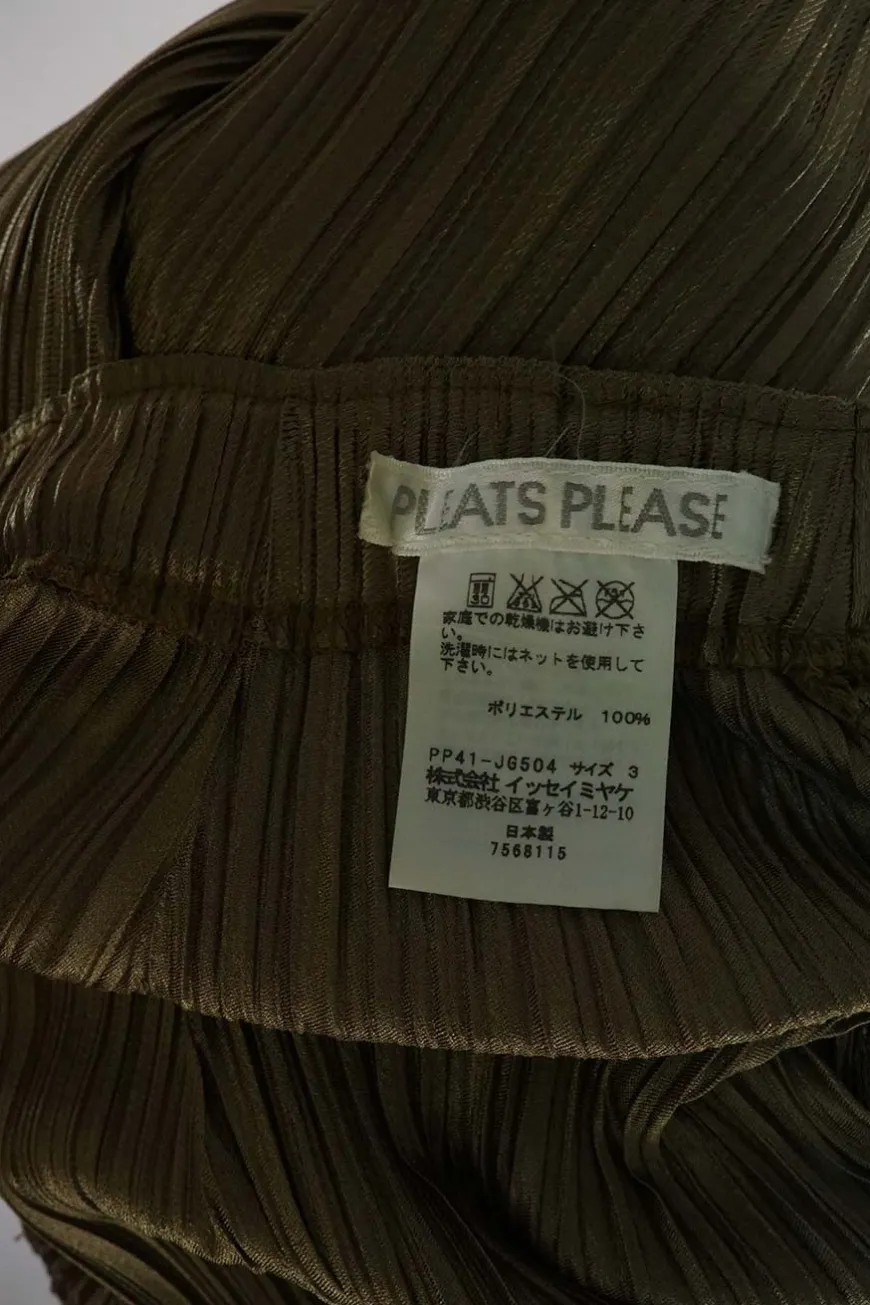 PLEATS PLEASE
家庭での乾燥機はお避け下さ
い。
洗濯時にはネットを使用して
下さい。
ポリエステル 100%
PP41-JG504 サイズ 3
株式会社 イッセイミヤケ
東京都渋谷区富ヶ谷1-12-10
日本製
7568115